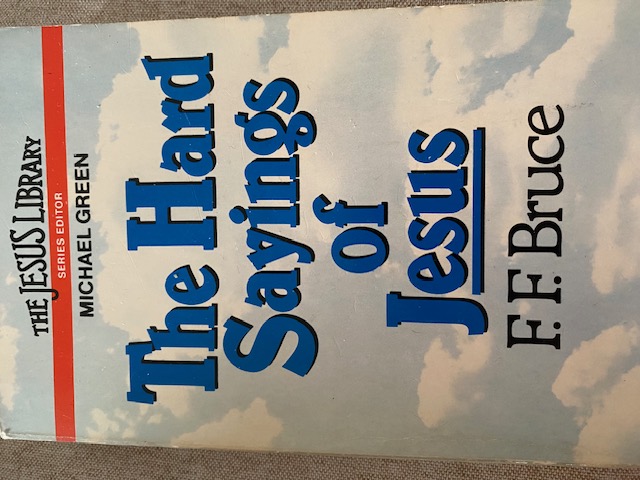 THE JESUS LIBRARY
SERIES EDITOR
MICHAEL GREEN
The Hard
Sayings
of
Jesus
F. F. Bruce